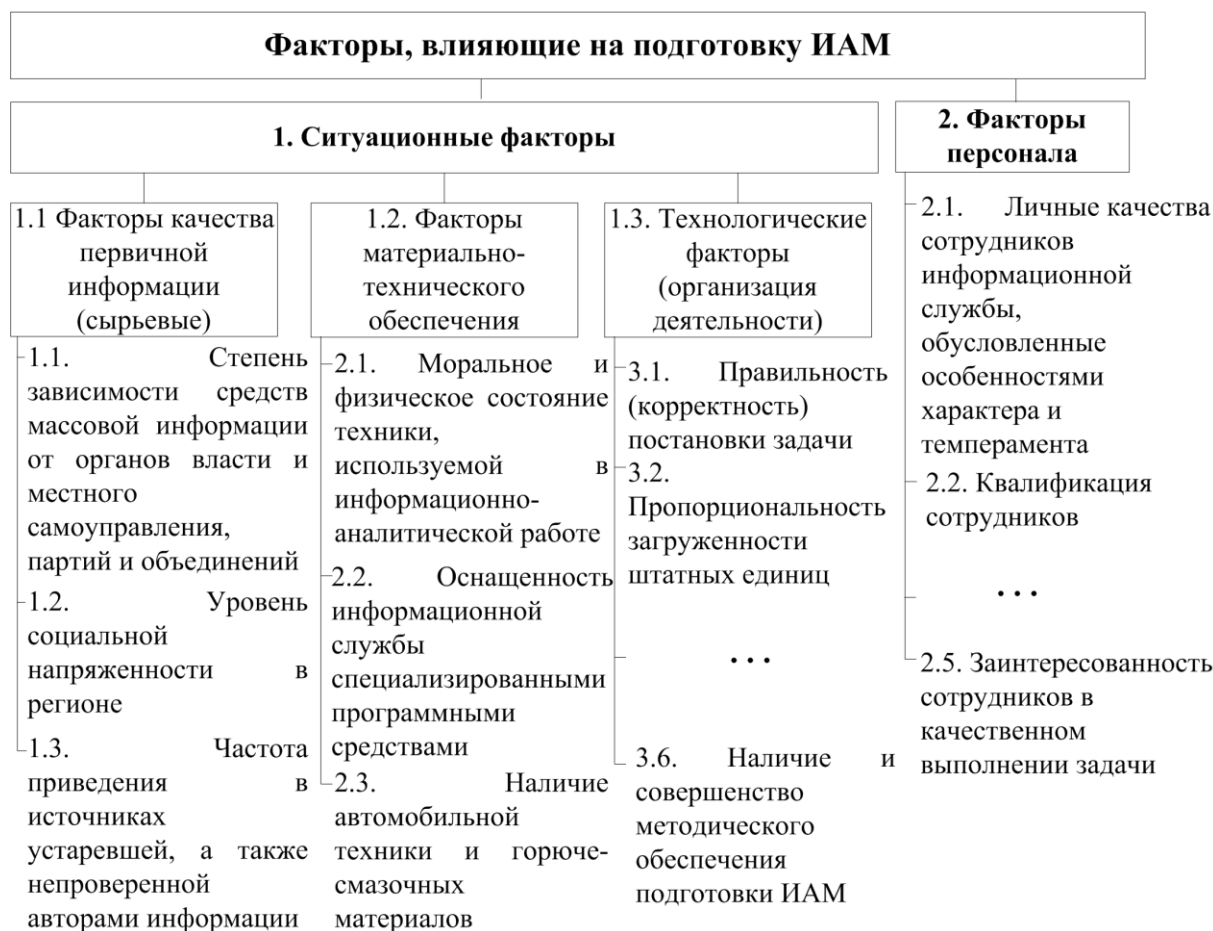 Факторы, влияющие на подготовку ИАМ
1. Ситуационные факторы
2. Факторы
персонала
1.1 Факторы качества
первичной
информации
(сырьевые)
1.1. Степень
зависимости средств
массовой информации
от органов власти и
местного
самоуправления,
партий и объединений
1.2. Уровень
социальной
напряженности в
регионе
1.3. Частота
приведения в
источниках
устаревшей, а также
непроверенной
авторами информации
1.2. Факторы
материально-
технического
обеспечения
2.1. Моральное и
физическое состояние
техники,
используемой в
информационно-
аналитической работе
2.2. Оснащенность
информационной
службы
специализированными
программными
средствами
2.3. Наличие
автомобильной
техники и горюче-
смазочных
материалов
1.3. Технологические
факторы
(организация
деятельности)
3.1. Правильность
(корректность)
постановки задачи
3.2.
Пропорциональность
загруженности
штатных единиц
...
3.6. Наличие и
совершенство
методического
обеспечения
подготовки ИАМ
2.1. Личные качества
сотрудников
информационной
службы,
обусловленные
особенностями
характера и
темперамента
2.2. Квалификация
сотрудников
...
2.5. Заинтересованность
сотрудников в
качественном
выполнении задачи